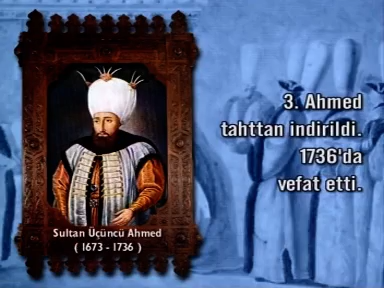 3. Ahmed
tahttan indirildi.
1736'da
vefat etti.
Sultan Üçüncü Ahmed
( 1673 - 1736 )